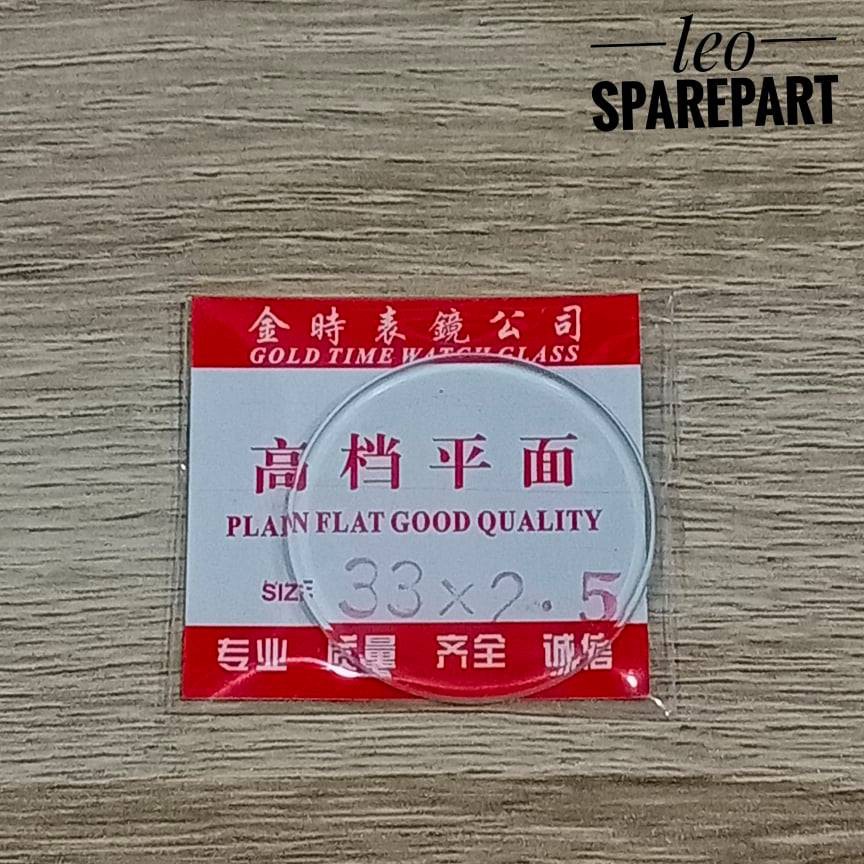 leo
SPAREPART
金時表鏡公司
GOLD TIME WATCH GLASS
高档平面
PLAIN FLAT GOOD QUALITY
SIZE 33×2.5
专业 质量 齐全 诚信